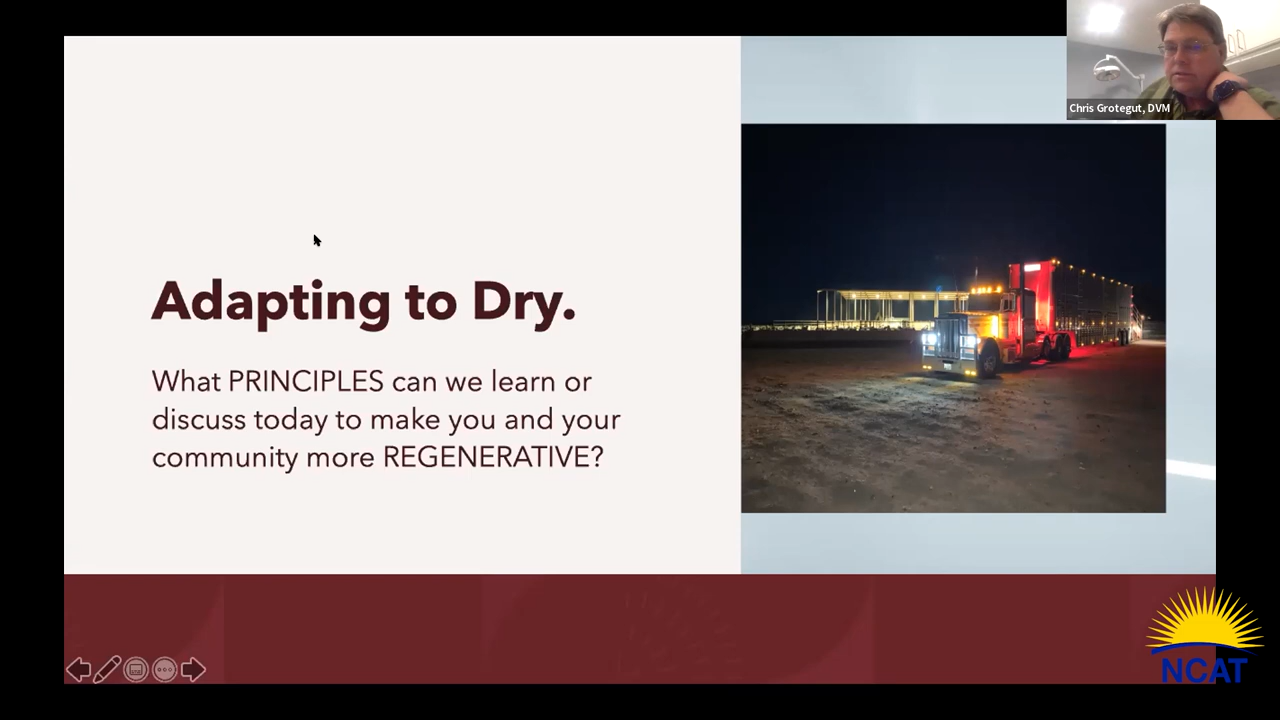 Chris Grotegut, DVM
Adapting to Dry.
What PRINCIPLES can we learn or
discuss today to make you and your
community more REGENERATIVE?
NCAT